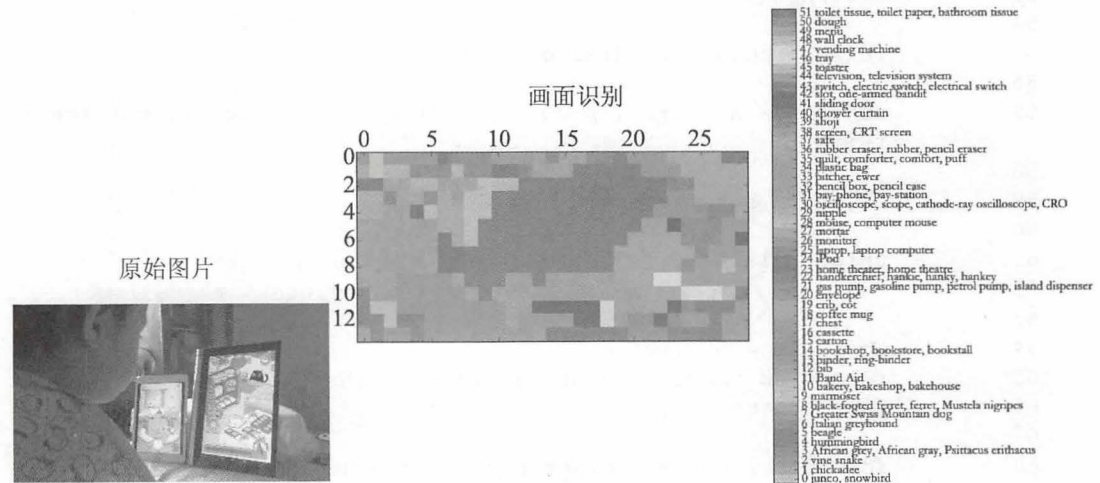 原始图片
画面识别
0 5 10 15 20 25
0
2
4
6
8
10
12
51 toilet tissue, toilet paper, bathroom tissue
50 dough
49 menu
48 wall clock
47 vending machine
46 tray
45 toaster
44 television, television system
43 switch, electric switch, electrical switch
42 slot, one-armed bandit
41 sliding door
40 shower curtain
39 shoji
38 screen, CRT screen
37 safe
36 rubber eraser, rubber, pencil eraser
35 quilt, comforter, comfort, puff
34 plastic bag
33 pitcher, ewer
32 pencil box, pencil case
31 pay-phone, pay-station
30 oscilloscope, scope, cathode-ray oscilloscope, CRO
29 nipple
28 mouse, computer mouse
27 mortar
26 monitor
25 laptop, laptop computer
24 iPod
23 home theater, home theatre
22 handkerchief, hankie, hanky, hankey
21 gas pump, gasoline pump, petrol pump, island dispenser
20 envelope
19 crib, cot
18 coffee mug
17 chest
16 cassette
15 carton
14 bookshop, bookstore, bookstall
13 binder, ring-binder
12 bib
11 Band Aid
10 bakery, bakeshop, bakehouse
9 marmoset
8 black-footed ferret, ferret, Mustela nigripes
7 Greater Swiss Mountain dog
6 Italian greyhound
5 beagle
4 hummingbird
3 African grey, African gray, Psittacus erithacus
2 vine snake
1 chickadee
0 junco, snowbird